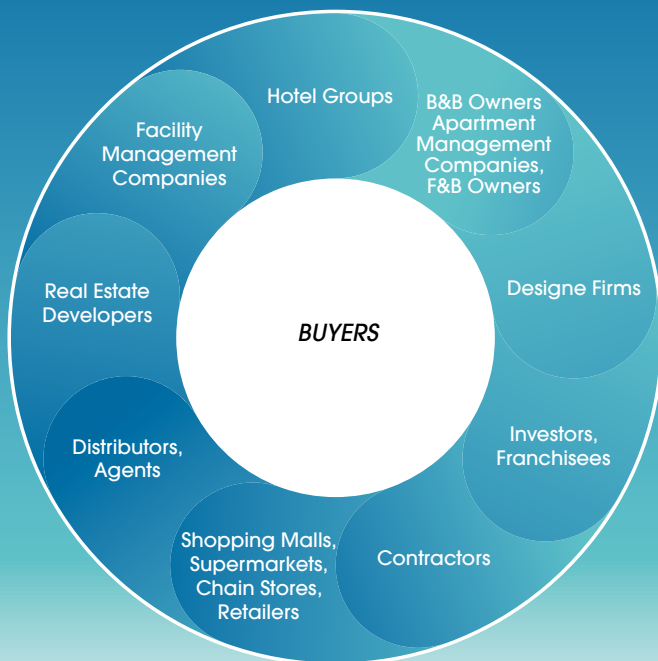 Hotel Groups
B&B Owners
Apartment
Management
Companies,
F&B Owners
Designe Firms
Investors,
Franchisees
Contractors
Shopping Malls,
Supermarkets,
Chain Stores,
Retailers
Distributors,
Agents
Real Estate
Developers
Facility
Management
Companies
BUYERS